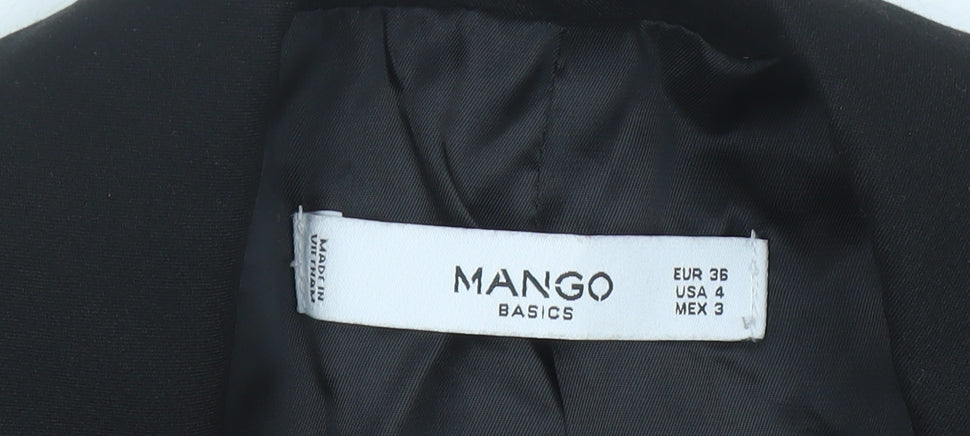 MADE IN
VIETNAM
MANGO
BASICS
EUR 36
USA 4
MEX 3